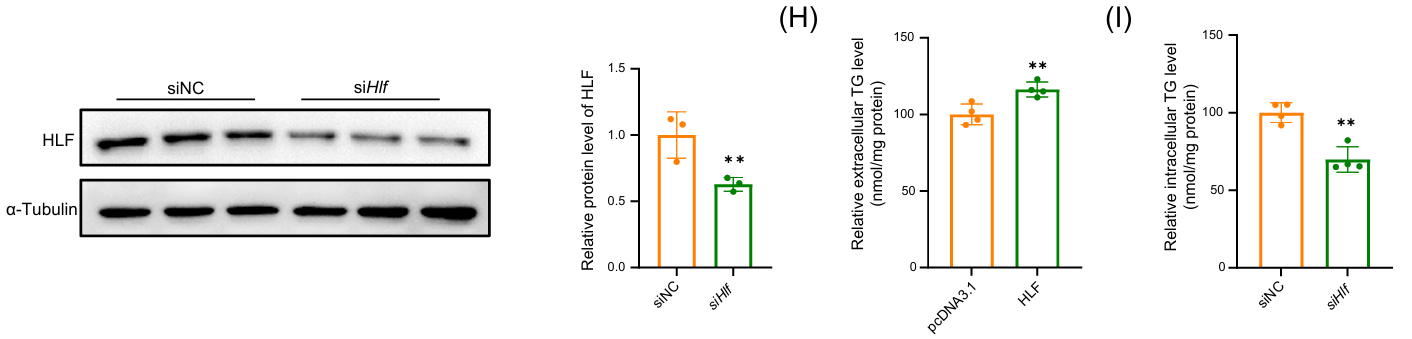 siNC
siHlf
HLF
α-Tubulin
Relative protein level of HLF
1.5
1.0
0.5
0.0
**
siNC
siHlf
(H)
Relative extracellular TG level
(nmol/mg protein)
150
100
50
0
**
pcDNA3.1
HLF
(I)
Relative intracellular TG level
(nmol/mg protein)
150
100
50
0
**
siNC
siHlf